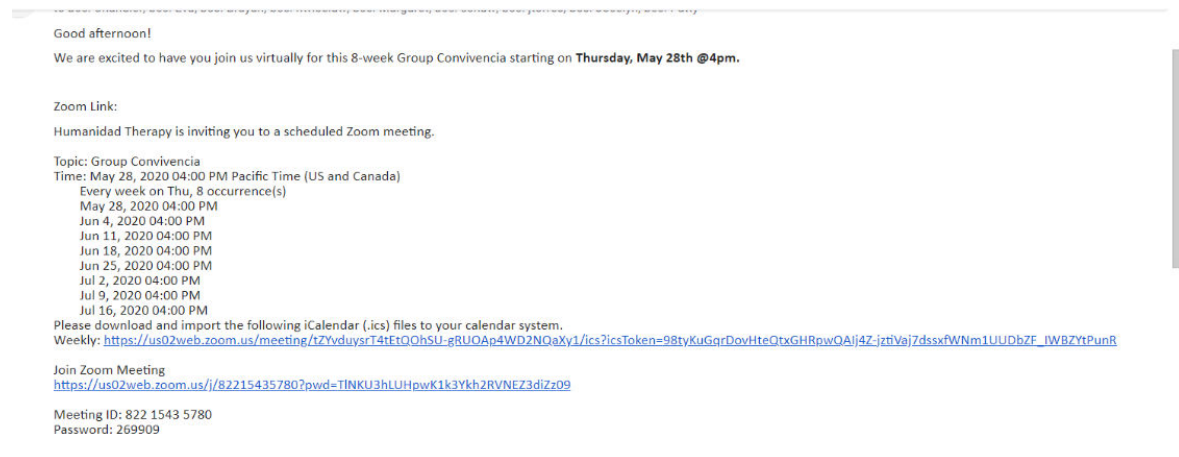 Good afternoon!
We are excited to have you join us virtually for this 8-week Group Convivencia starting on Thursday, May 28th @4pm.
Zoom Link:
Humanidad Therapy is inviting you to a scheduled Zoom meeting.
Topic: Group Convivencia
Time: May 28, 2020 04:00 PM Pacific Time (US and Canada)
Every week on Thu, 8 occurrence(s)
May 28, 2020 04:00 PM
Jun 4, 2020 04:00 PM
Jun 11, 2020 04:00 PM
Jun 18, 2020 04:00 PM
Jun 25, 2020 04:00 PM
Jul 2, 2020 04:00 PM
Jul 9, 2020 04:00 PM
Jul 16, 2020 04:00 PM
Please download and import the following iCalendar (.ics) files to your calendar system.
Weekly: https://us02web.zoom.us/meeting/tZYvduysrT4tEtQOhSU-gRUOAp4WD2NQaXy1/ics?icsToken=98tyKuGqrDovHteQtxGHRpwQAIj4Z-jztiVaj7dssxfWNm1UUDbZF_IWBZYtPunR
Join Zoom Meeting
https://us02web.zoom.us/j/82215435780?pwd=TlNKU3hLUHpwK1k3Ykh2RVNEZ3diZz09
Meeting ID: 822 1543 5780
Password: 269909